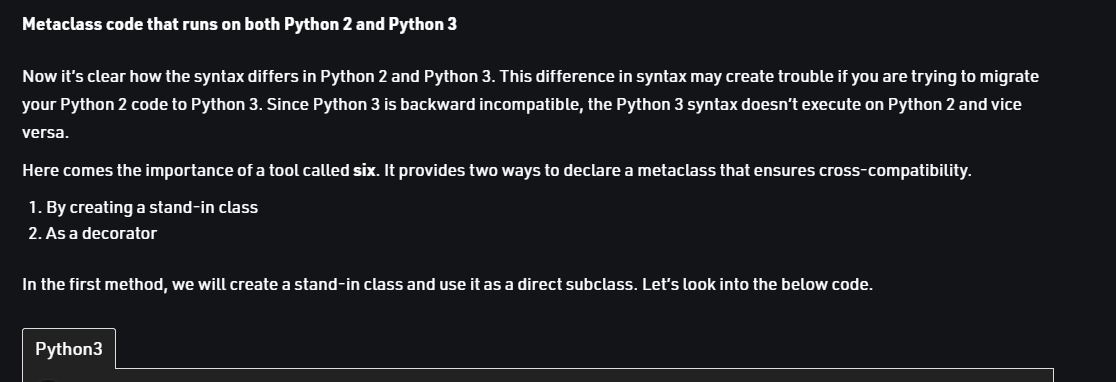 Metaclass code that runs on both Python 2 and Python 3
Now it's clear how the syntax differs in Python 2 and Python 3. This difference in syntax may create trouble if you are trying to migrate
your Python 2 code to Python 3. Since Python 3 is backward incompatible, the Python 3 syntax doesn't execute on Python 2 and vice
versa.
Here comes the importance of a tool called six. It provides two ways to declare a metaclass that ensures cross-compatibility.
1. By creating a stand-in class
2. As a decorator
In the first method, we will create a stand-in class and use it as a direct subclass. Let's look into the below code.
Python3